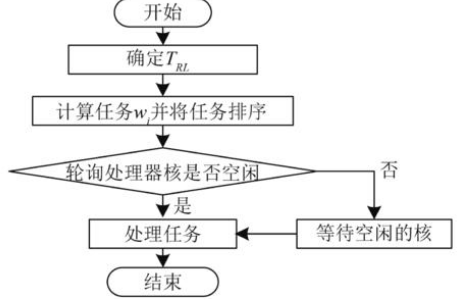 开始
确定T_RL
计算任务w_i并将任务排序
轮询处理器核是否空闲
否
是
处理任务
等待空闲的核
结束